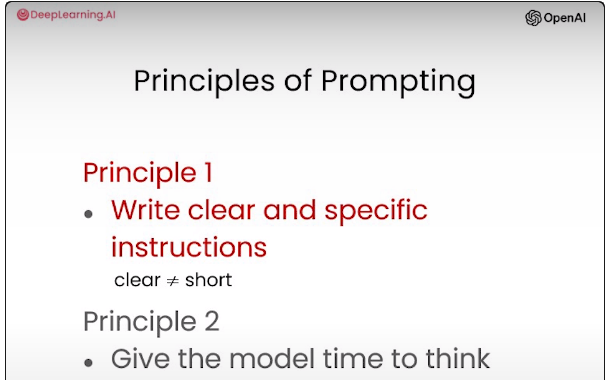 DeepLearning.AI
OpenAI
Principles of Prompting
Principle 1
• Write clear and specific
instructions
clear ≠ short
Principle 2
• Give the model time to think